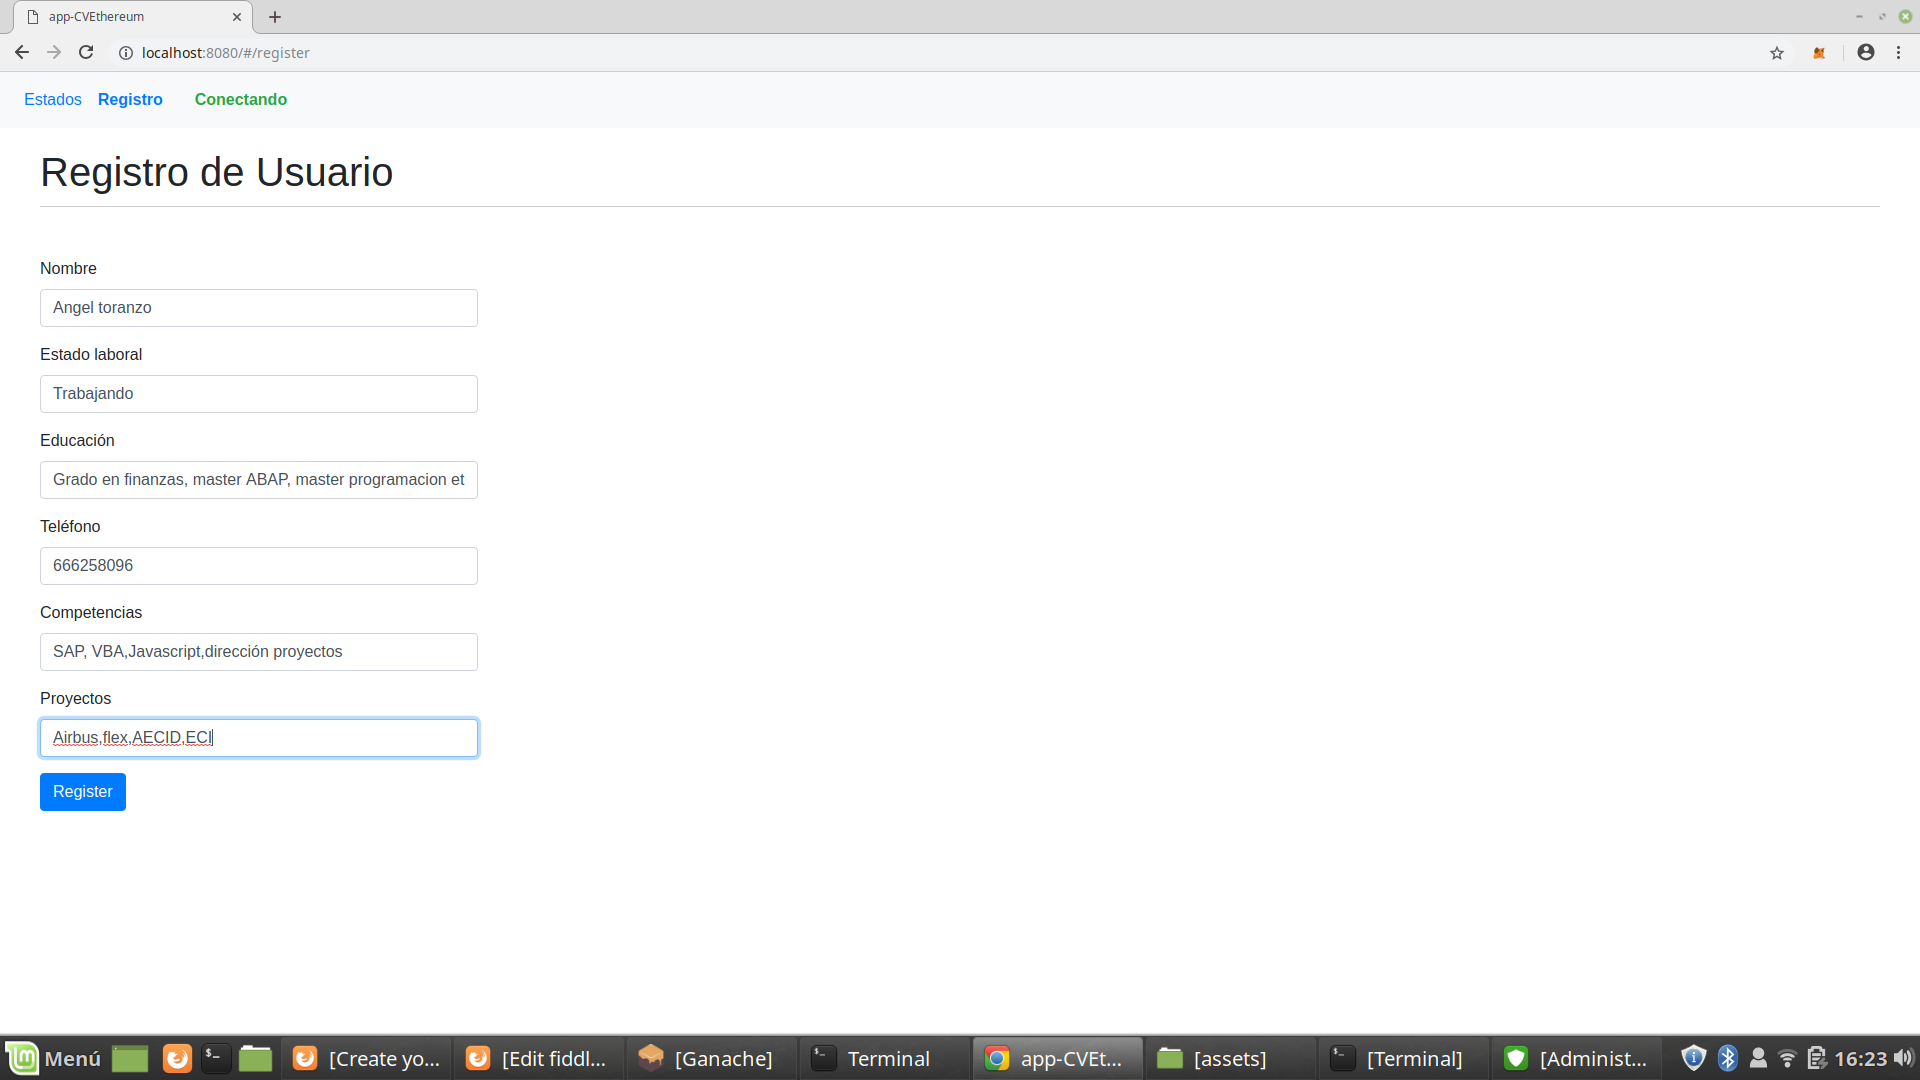 app-CVEthereum
localhost:8080/#/register
Estados Registro Conectando
Registro de Usuario
Nombre
Angel toranzo
Estado laboral
Trabajando
Educación
Grado en finanzas, master ABAP, master programacion et
Teléfono
666258096
Competencias
SAP, VBA,Javascript,dirección proyectos
Proyectos
Airbus,flex,AECID,ECI
Register
Menú [Create yo... [Edit fiddl... [Ganache] Terminal app-CVEt... [assets] [Terminal] [Administ... 16:23